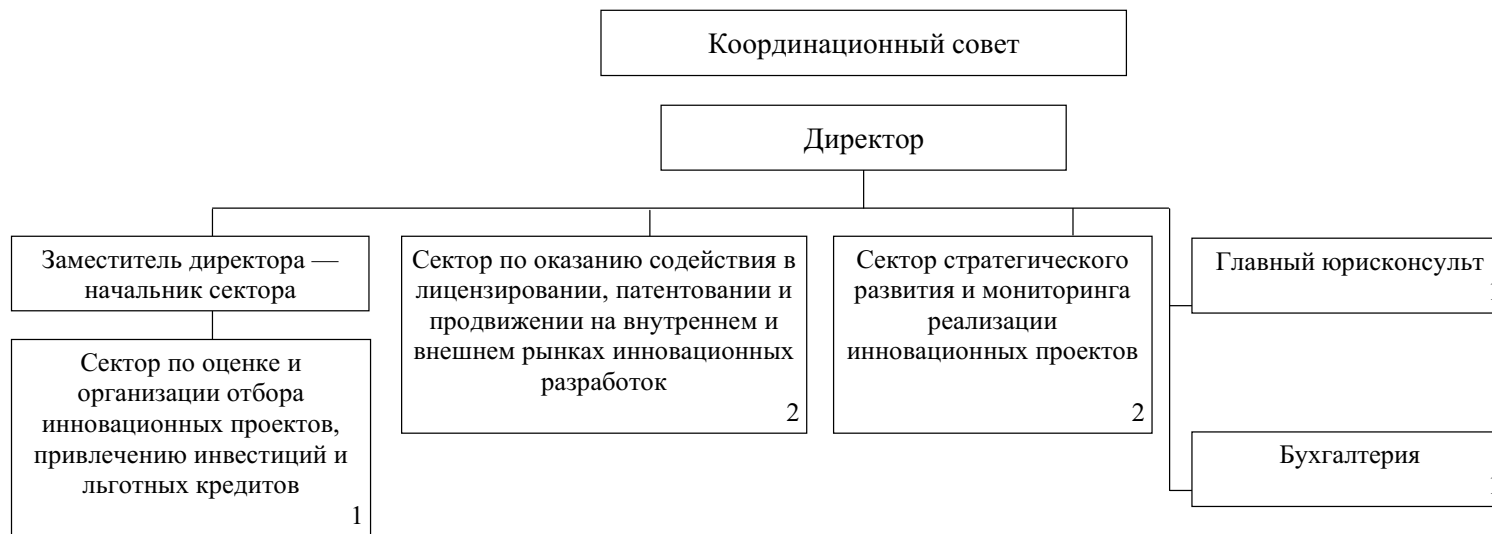 Координационный совет
Директор
Заместитель директора —
начальник сектора
Сектор по оценке и
организации отбора
инновационных проектов,
привлечению инвестиций и
льготных кредитов
1
Сектор по оказанию содействия в
лицензировании, патентовании и
продвижении на внутреннем и
внешнем рынках инновационных
разработок
2
Сектор стратегического
развития и мониторинга
реализации
инновационных проектов
2
Главный юрисконсульт
Бухгалтерия